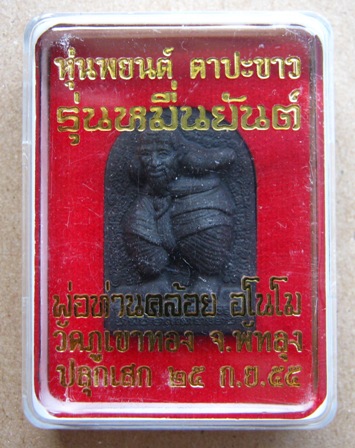 หุ่นพยนต์ ตาปะขาว
รุ่นหมื่นยันต์
พ่อท่านคล้อย อโนโม
วัดภูเขาทอง จ.พัทลุง
ปลุกเสก ๒๕ ก.ย.๕๕